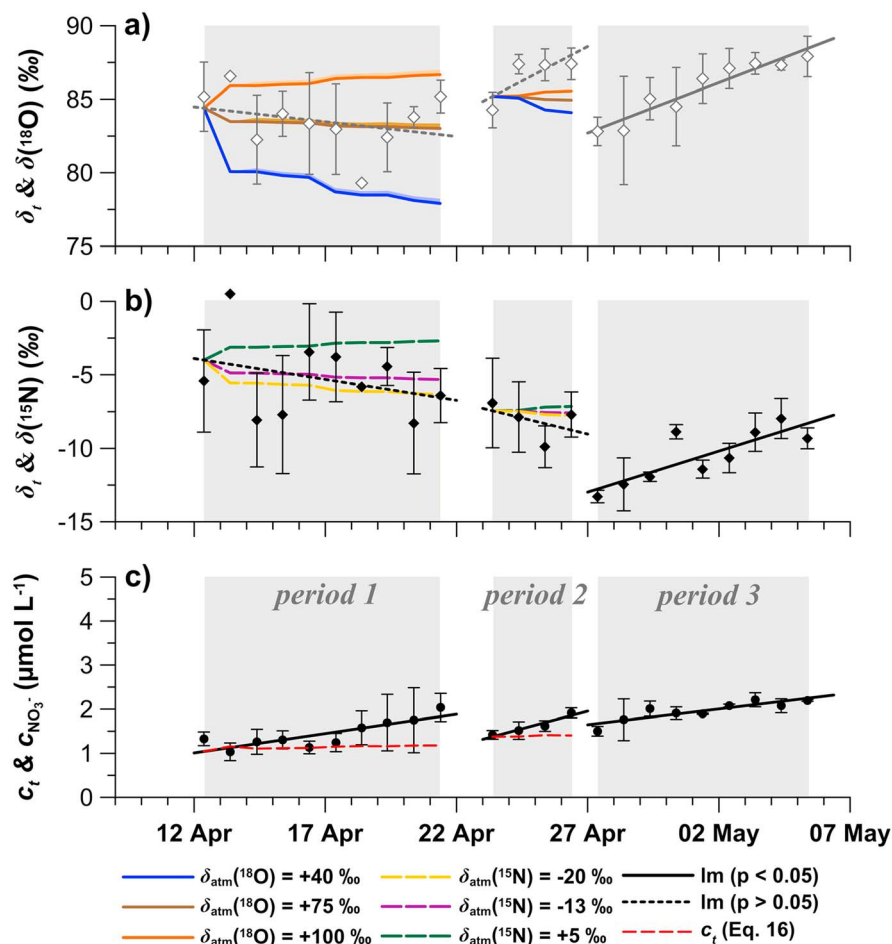 a)
90
85
80
75
δt & δ(¹⁸O) (‰)
b)
0
-5
-10
-15
δt & δ(¹⁵N) (‰)
c)
period 1 period 2 period 3
5
4
3
2
1
0
ct & cNO₃⁻ (µmol L⁻¹)
12 Apr 17 Apr 22 Apr 27 Apr 02 May 07 May
δatm(¹⁸O) = +40 ‰ δatm(¹⁵N) = -20 ‰ lm (p < 0.05)
δatm(¹⁸O) = +75 ‰ δatm(¹⁵N) = -13 ‰ lm (p > 0.05)
δatm(¹⁸O) = +100 ‰ δatm(¹⁵N) = +5 ‰ ct (Eq. 16)